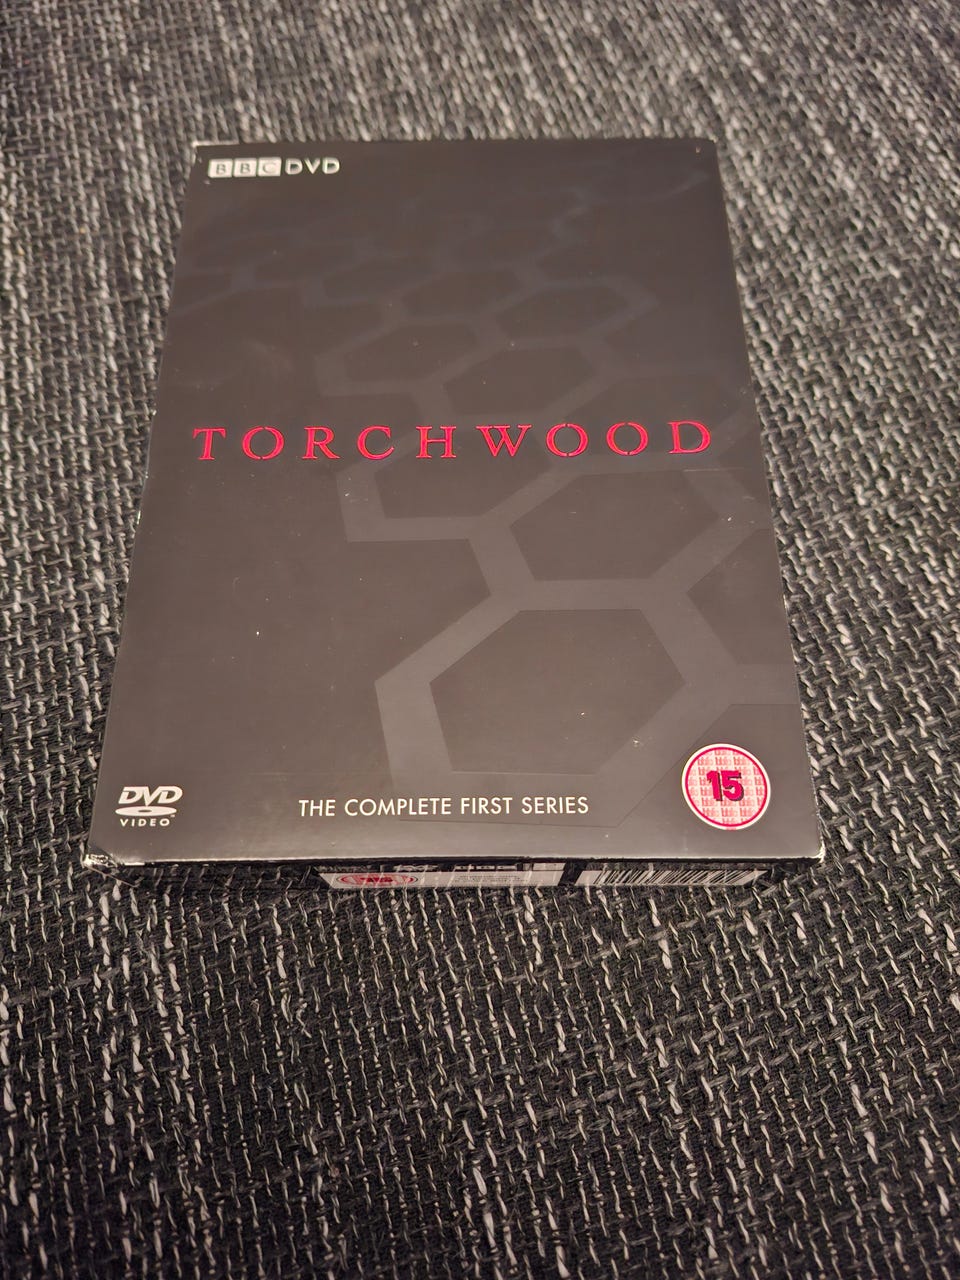 BBC DVD
TORCHWOOD
DVD
VIDEO
THE COMPLETE FIRST SERIES
15